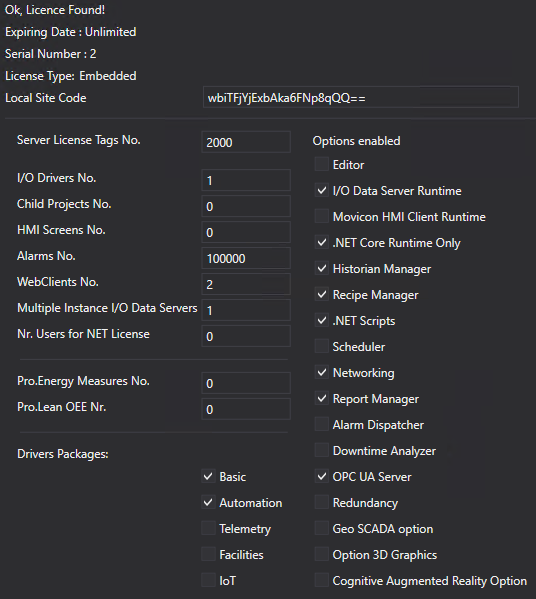 Ok, Licence Found!
Expiring Date : Unlimited
Serial Number : 2
License Type: Embedded
Local Site Code wbiTFjYjExbAka6FNp8qQQ==
Server License Tags No. 2000
I/O Drivers No. 1
Child Projects No. 0
HMI Screens No. 0
Alarms No. 100000
WebClients No. 2
Multiple Instance I/O Data Servers 1
Nr. Users for NET License 0
Pro.Energy Measures No. 0
Pro.Lean OEE Nr. 0
Drivers Packages:
Basic
Automation
Telemetry
Facilities
IoT
Options enabled
Editor
I/O Data Server Runtime
Movicon HMI Client Runtime
.NET Core Runtime Only
Historian Manager
Recipe Manager
.NET Scripts
Scheduler
Networking
Report Manager
Alarm Dispatcher
Downtime Analyzer
OPC UA Server
Redundancy
Geo SCADA option
Option 3D Graphics
Cognitive Augmented Reality Option